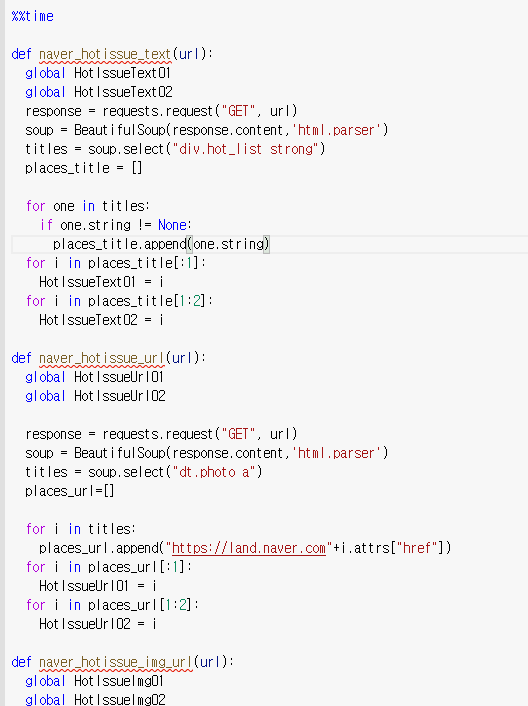 %%time
def naver_hotissue_text(url):
global HotIssueText01
global HotIssueText02
response = requests.request("GET", url)
soup = BeautifulSoup(response.content,'html.parser')
titles = soup.select("div.hot_list strong")
places_title = []
for one in titles:
if one.string != None:
places_title.append(one.string)
for i in places_title[:1]:
HotIssueText01 = i
for i in places_title[1:2]:
HotIssueText02 = i
def naver_hotissue_url(url):
global HotIssueUrl01
global HotIssueUrl02
response = requests.request("GET", url)
soup = BeautifulSoup(response.content,'html.parser')
titles = soup.select("dt.photo a")
places_url=[]
for i in titles:
places_url.append("https://land.naver.com"+i.attrs["href"])
for i in places_url[:1]:
HotIssueUrl01 = i
for i in places_url[1:2]:
HotIssueUrl02 = i
def naver_hotissue_img_url(url):
global HotIssueImg01
global HotIssueImg02